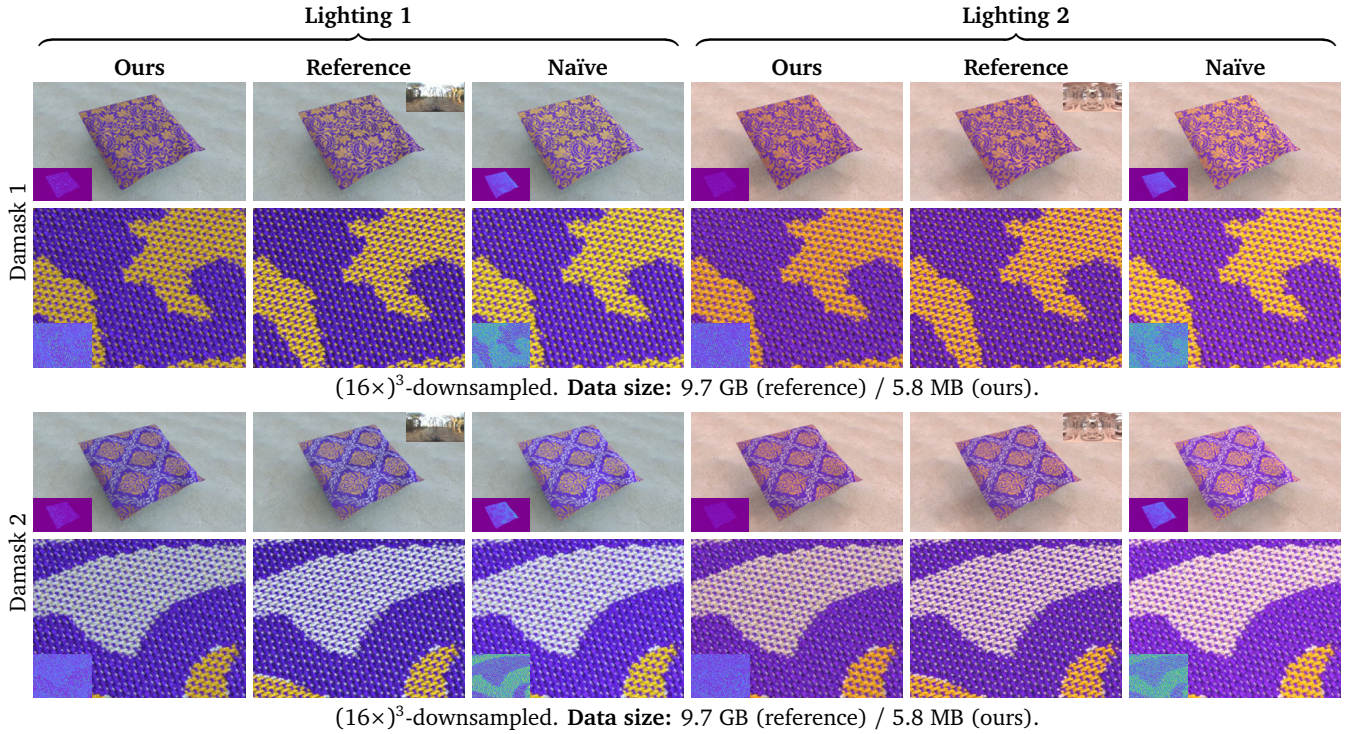 Lighting 1 Lighting 2
Ours Reference Naïve Ours Reference Naïve
Damask 1
(16×)³-downsampled. Data size: 9.7 GB (reference) / 5.8 MB (ours).
Damask 2
(16×)³-downsampled. Data size: 9.7 GB (reference) / 5.8 MB (ours).